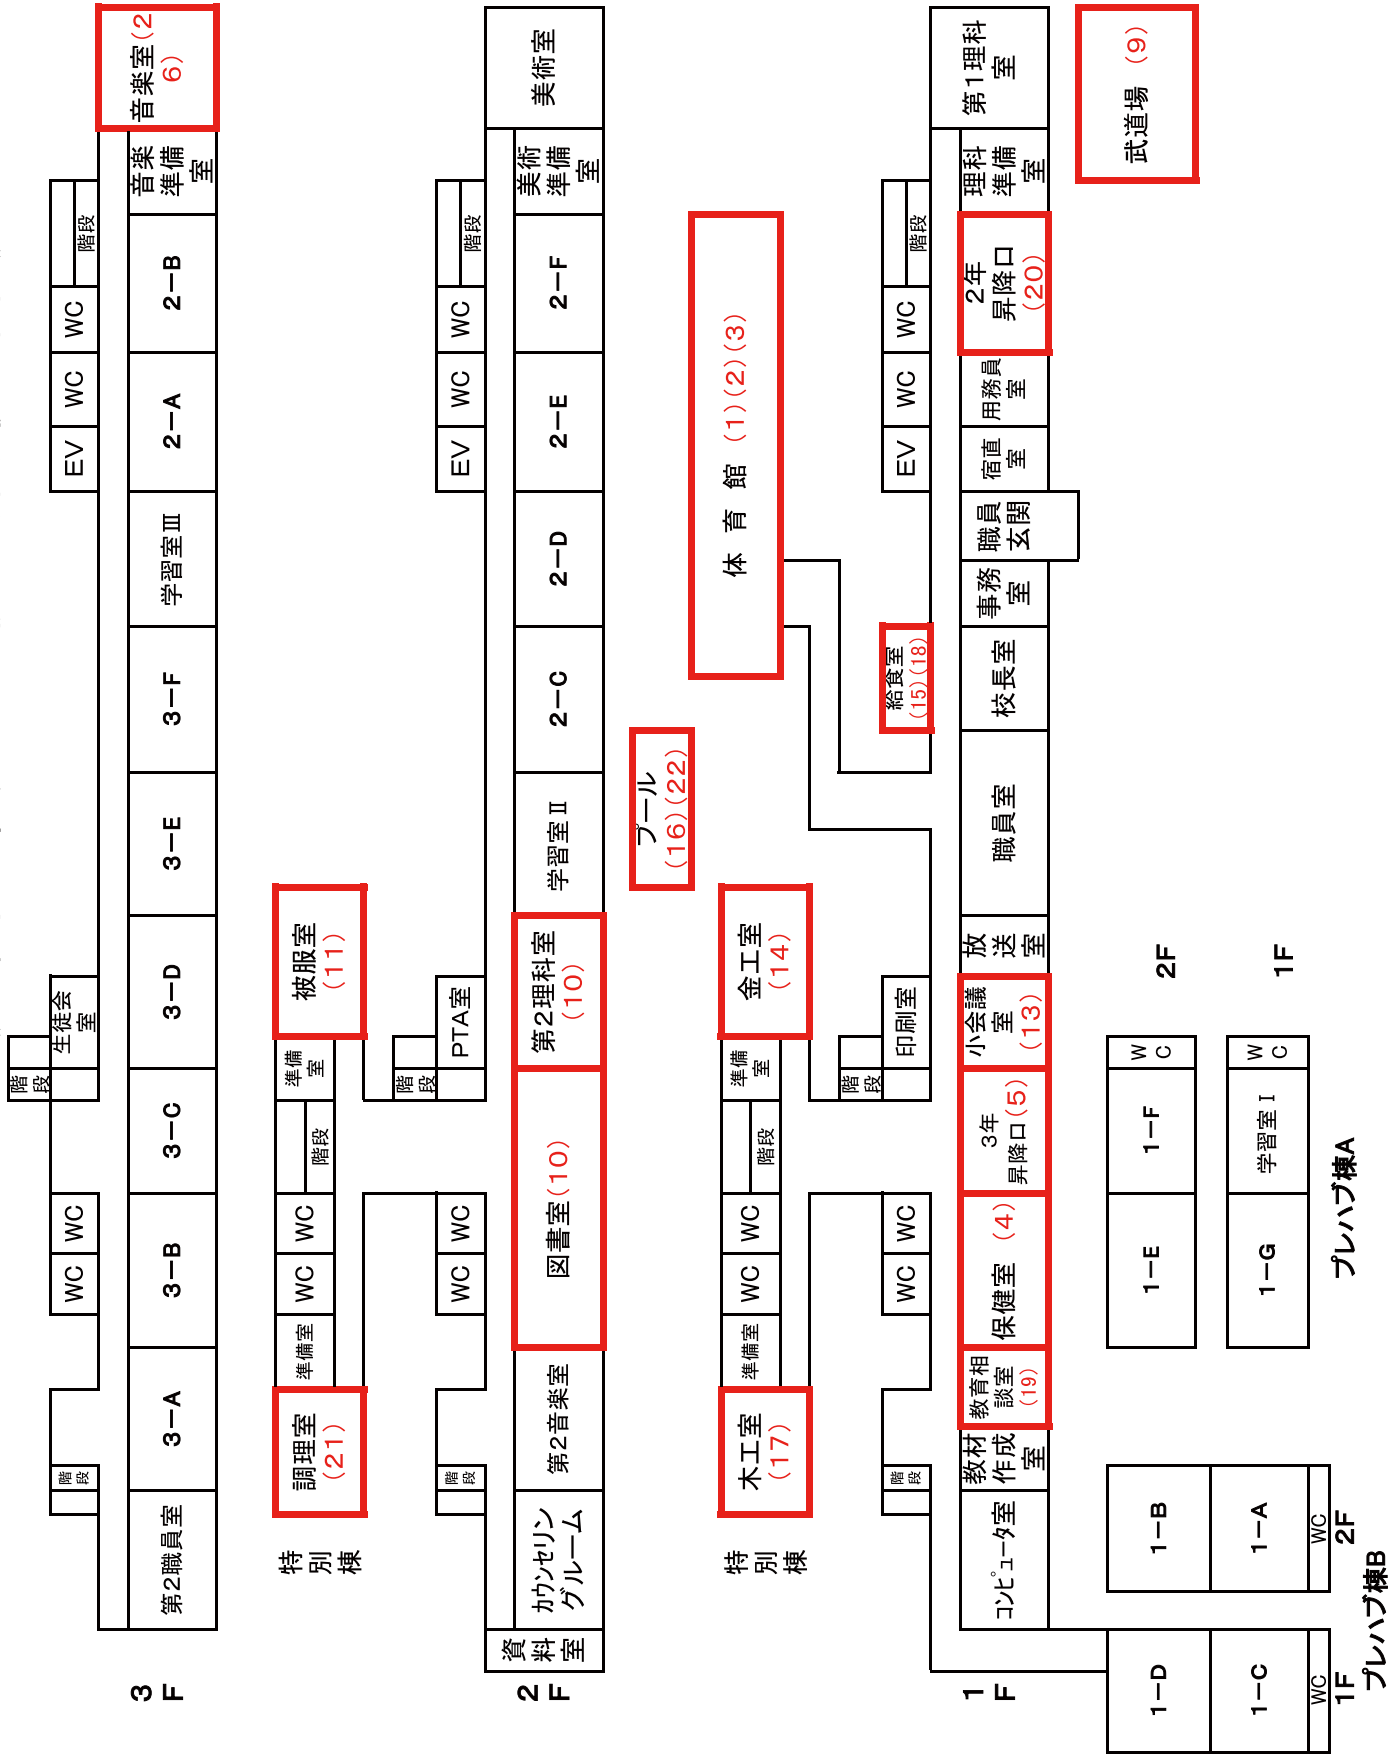 3
F
第2職員室
3－A
3－B
3－C
3－D
3－E
3－F
学習室Ⅲ
2－A
2－B
音楽
準備
室
音楽室(2
6)
階
段
WC
WC
階
段
生徒会
室
EV
WC
WC
階段
特
別
棟
調理室
(21)
準備室
WC
WC
階段
準備
室
被服室
(11)
2
F
資
料
室
カウンセリン
グルーム
第2音楽室
図書室(10)
第2理科室
(10)
学習室Ⅱ
2－C
2－D
2－E
2－F
美術
準備
室
美術室
階
段
WC
WC
階
段
PTA室
EV
WC
WC
階段
プール
(16)(22)
体 育 館 (1)(2)(3)
特
別
棟
木工室
(17)
準備室
WC
WC
階段
準備
室
金工室
(14)
1
F
コンピュータ室
教材
作成
室
教育相
談室
(19)
保健室 (4)
3年
昇降口(5)
小会議
室
(13)
放
送
室
職員室
校長室
事務
室
職員
玄関
宿直
室
用務員
室
2年
昇降口
(20)
理科
準備
室
第1理科
室
階
段
WC
WC
階
段
印刷室
給食室
(15)(18)
EV
WC
WC
階段
武道場 (9)
1－D
1－C
WC
1F
1－B
1－A
WC
2F
プレハブ棟B
1－E
1－F
W
C
2F
1－G
学習室Ⅰ
W
C
1F
プレハブ棟A